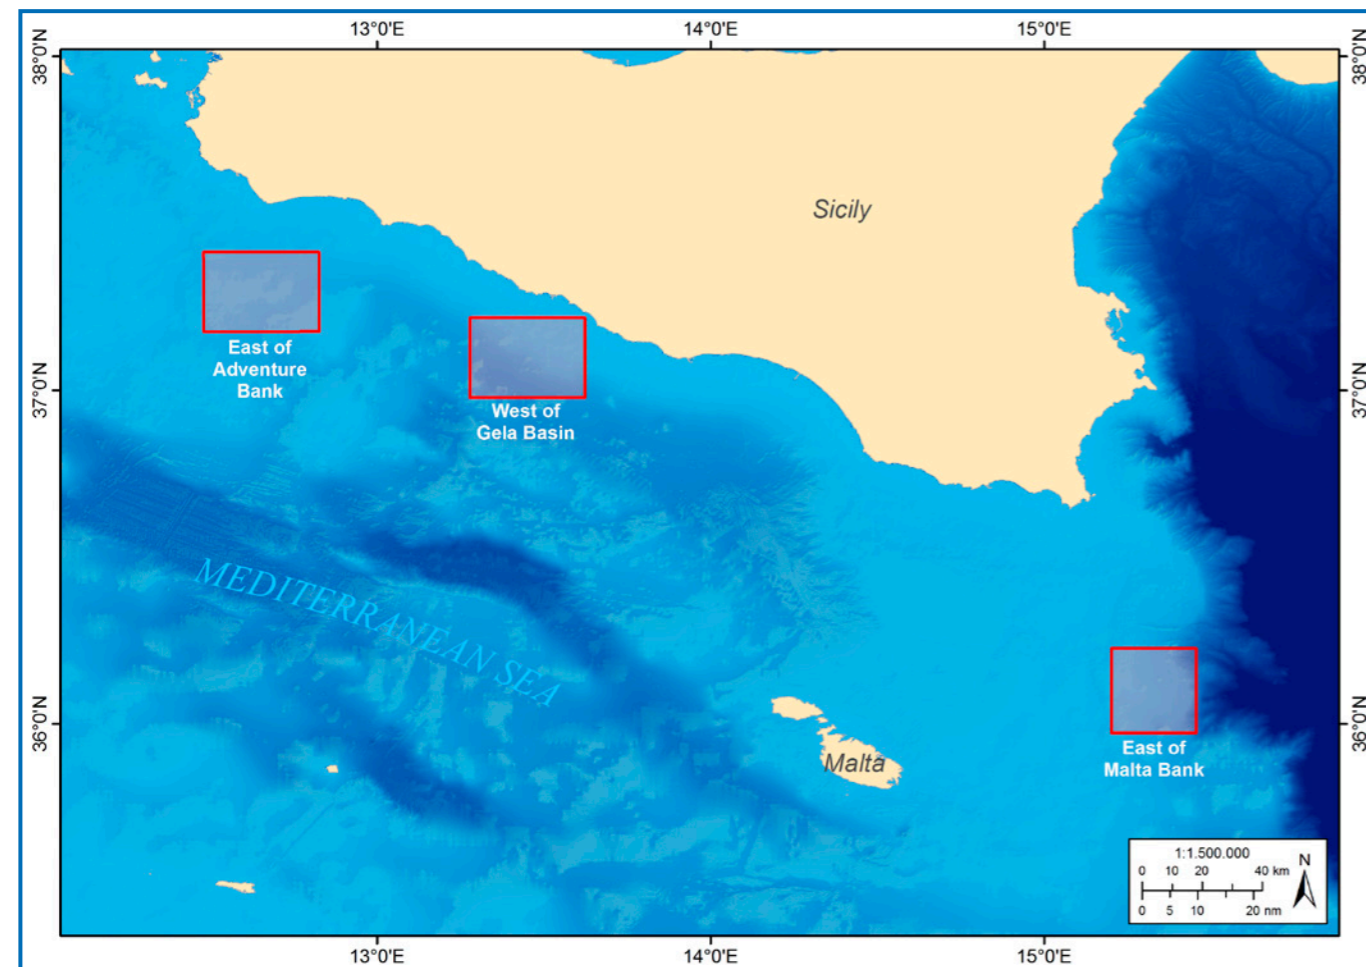 13°0'E 14°0'E 15°0'E
38°0'N 38°0'N
Sicily
East of
Adventure
Bank
37°0'N 37°0'N
West of
Gela Basin
MEDITERRANEAN SEA
36°0'N 36°0'N
Malta
East of
Malta Bank
1:1.500.000
N
0 10 20 40 km
0 5 10 20 nm
13°0'E 14°0'E 15°0'E